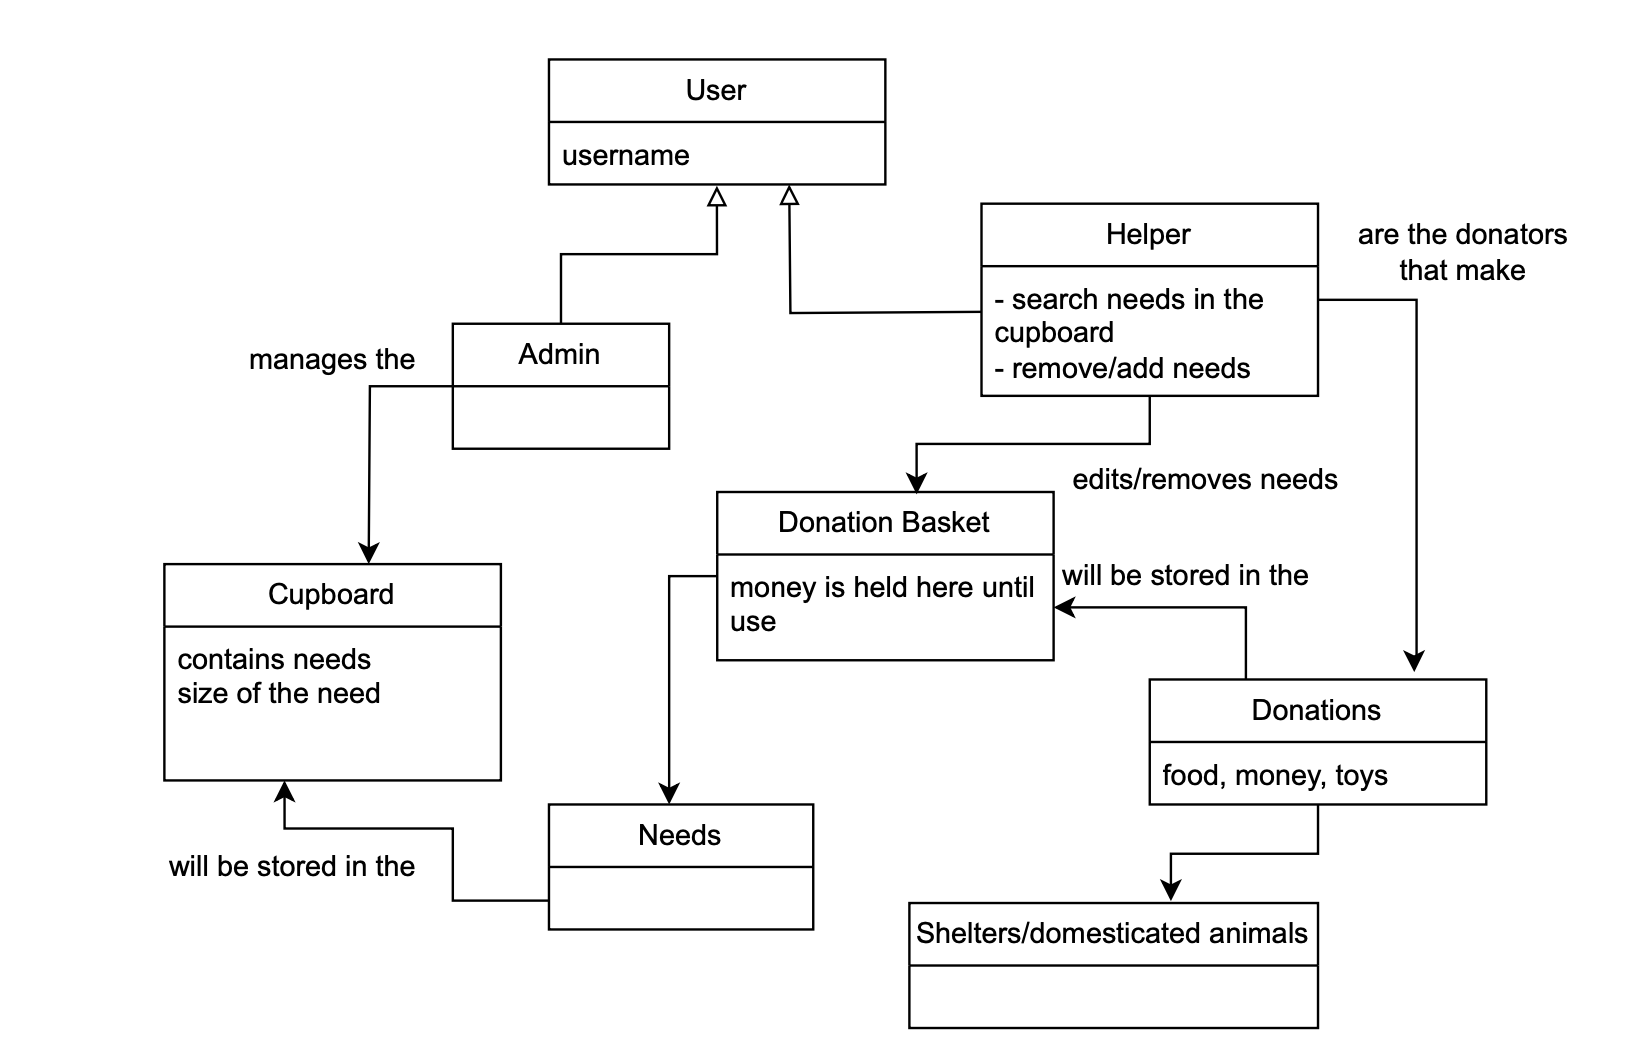 User
username
Helper
- search needs in the
cupboard
- remove/add needs
are the donators
that make
manages the
Admin
edits/removes needs
Donation Basket
money is held here until
use
will be stored in the
Cupboard
contains needs
size of the need
Donations
food, money, toys
will be stored in the
Needs
Shelters/domesticated animals